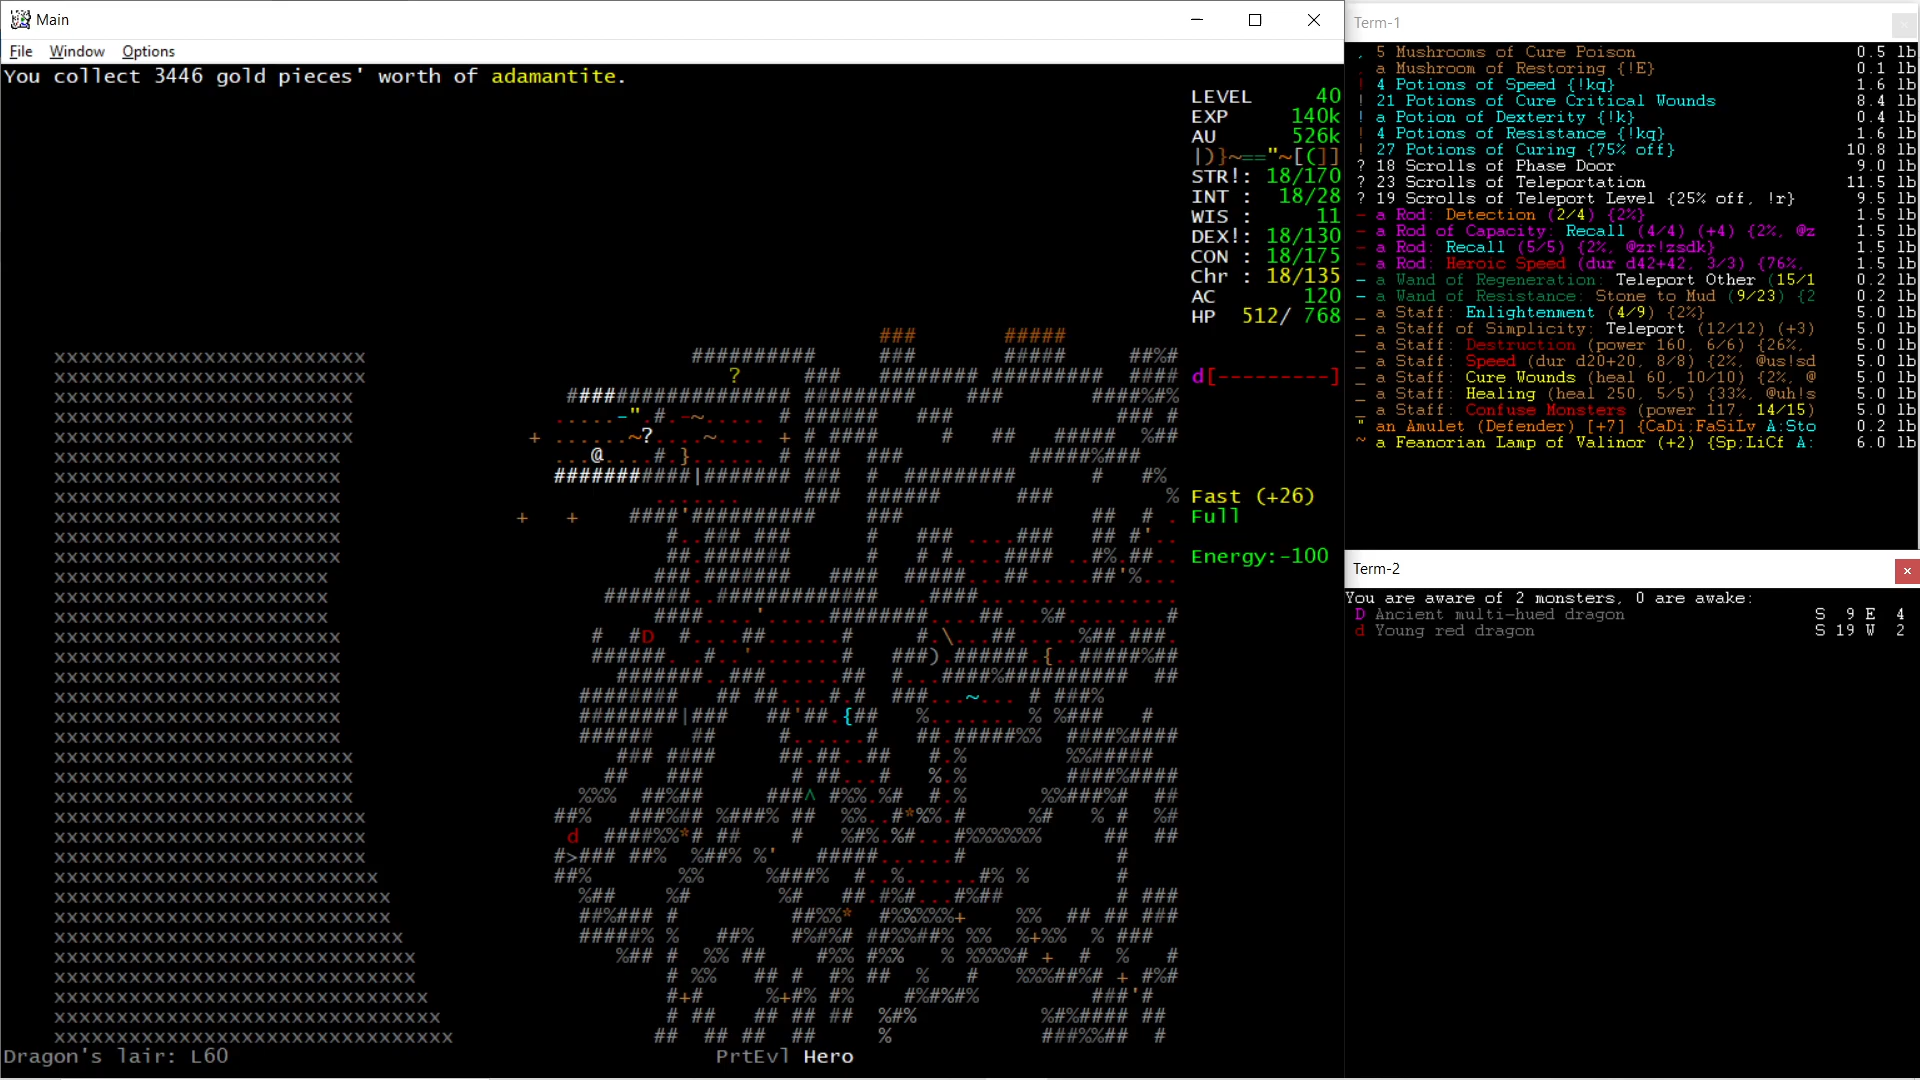 Main
File Window Options
You collect 3446 gold pieces' worth of adamantite.
LEVEL 40
EXP 140k
AU 526k
|)}~=="~[(]]
STR!: 18/170
INT : 18/28
WIS : 11
DEX!: 18/130
CON : 18/175
Chr : 18/135
AC 120
HP 512/ 768
d[---------]
Fast (+26)
Full
Energy:-100
Dragon's lair: L60
PrtEvl Hero
Term-1
, 5 Mushrooms of Cure Poison 0.5 lb
, a Mushroom of Restoring {!E} 0.1 lb
! 4 Potions of Speed {!kq} 1.6 lb
! 21 Potions of Cure Critical Wounds 8.4 lb
! a Potion of Dexterity {!k} 0.4 lb
! 4 Potions of Resistance {!kq} 1.6 lb
! 27 Potions of Curing {75% off} 10.8 lb
? 18 Scrolls of Phase Door 9.0 lb
? 23 Scrolls of Teleportation 11.5 lb
? 19 Scrolls of Teleport Level {25% off, !r} 9.5 lb
- a Rod: Detection (2/4) {2%} 1.5 lb
- a Rod of Capacity: Recall (4/4) (+4) {2%, @z 1.5 lb
- a Rod: Recall (5/5) {2%, @zr!zsdk} 1.5 lb
- a Rod: Heroic Speed (dur d42+42, 3/3) {76%, 1.5 lb
- a Wand of Regeneration: Teleport Other (15/1 0.2 lb
- a Wand of Resistance: Stone to Mud (9/23) {2 0.2 lb
_ a Staff: Enlightenment (4/9) {2%} 5.0 lb
_ a Staff of Simplicity: Teleport (12/12) (+3) 5.0 lb
_ a Staff: Destruction (power 160, 6/6) {26%, 5.0 lb
_ a Staff: Speed (dur d20+20, 8/8) {2%, @us!sd 5.0 lb
_ a Staff: Cure Wounds (heal 60, 10/10) {2%, @ 5.0 lb
_ a Staff: Healing (heal 250, 5/5) {33%, @uh!s 5.0 lb
_ a Staff: Confuse Monsters (power 117, 14/15) 5.0 lb
" an Amulet (Defender) [+7] {CaDi;FaSiLv A:Sto 0.2 lb
~ a Feanorian Lamp of Valinor (+2) {Sp;LiCf A: 6.0 lb
Term-2
You are aware of 2 monsters, 0 are awake:
D Ancient multi-hued dragon S 9 E 4
d Young red dragon S 19 W 2